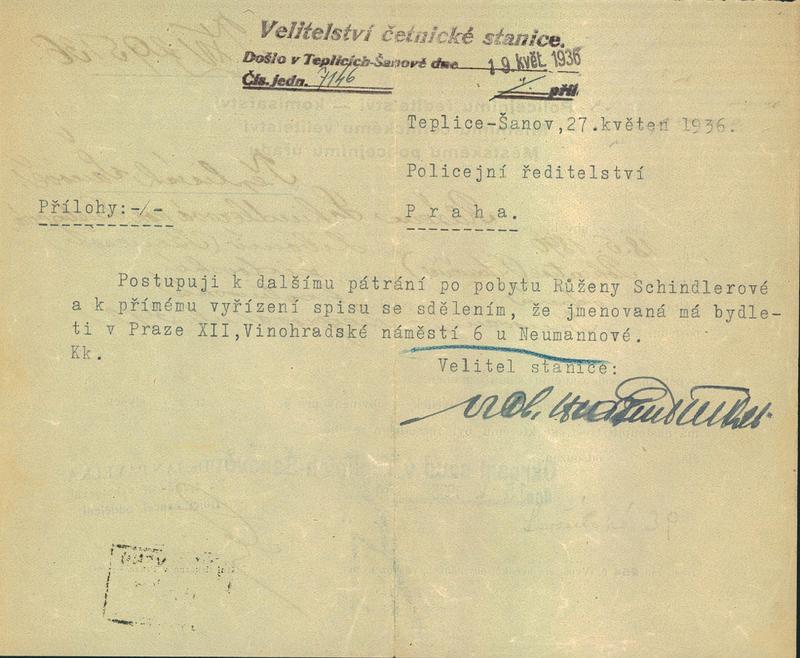 Velitelství četnické stanice.
Došlo v Teplicích-Šanově dne 19. květ. 1936
Čís. jedn. 7146 příl.
Teplice-Šanov, 27. květen 1936.
Policejní ředitelství
Přílohy: -/-
P r a h a .
Postupuji k dalšímu pátrání po pobytu Růženy Schindlerové
a k přímému vyřízení spisu se sdělením, že jmenovaná má bydle-
ti v Praze XII, Vinohradské náměstí 6 u Neumannové.
Kk.
Velitel stanice: